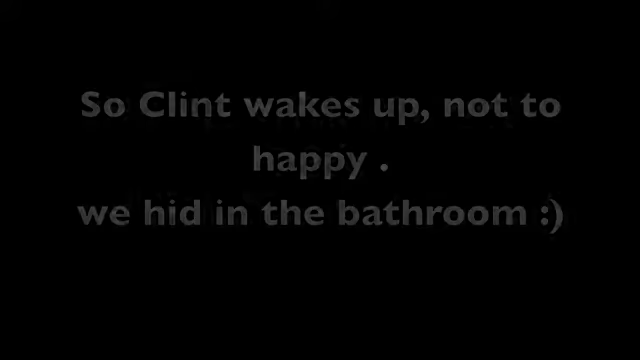 So Clint wakes up, not to
happy .
we hid in the bathroom :)